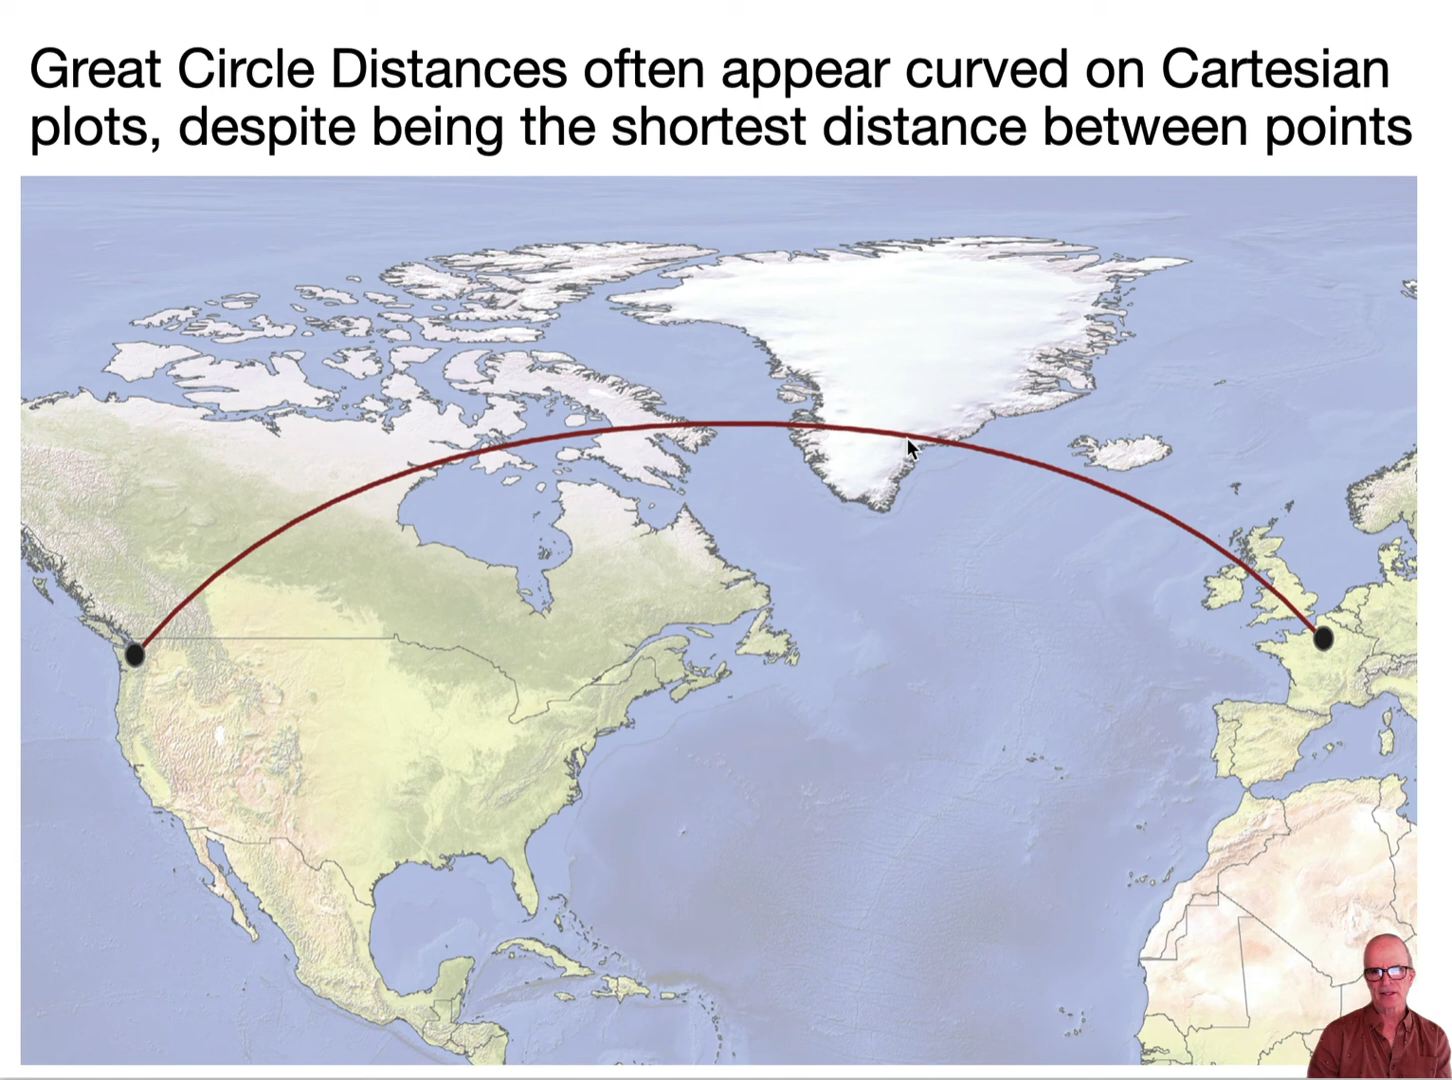 Great Circle Distances often appear curved on Cartesian
plots, despite being the shortest distance between points